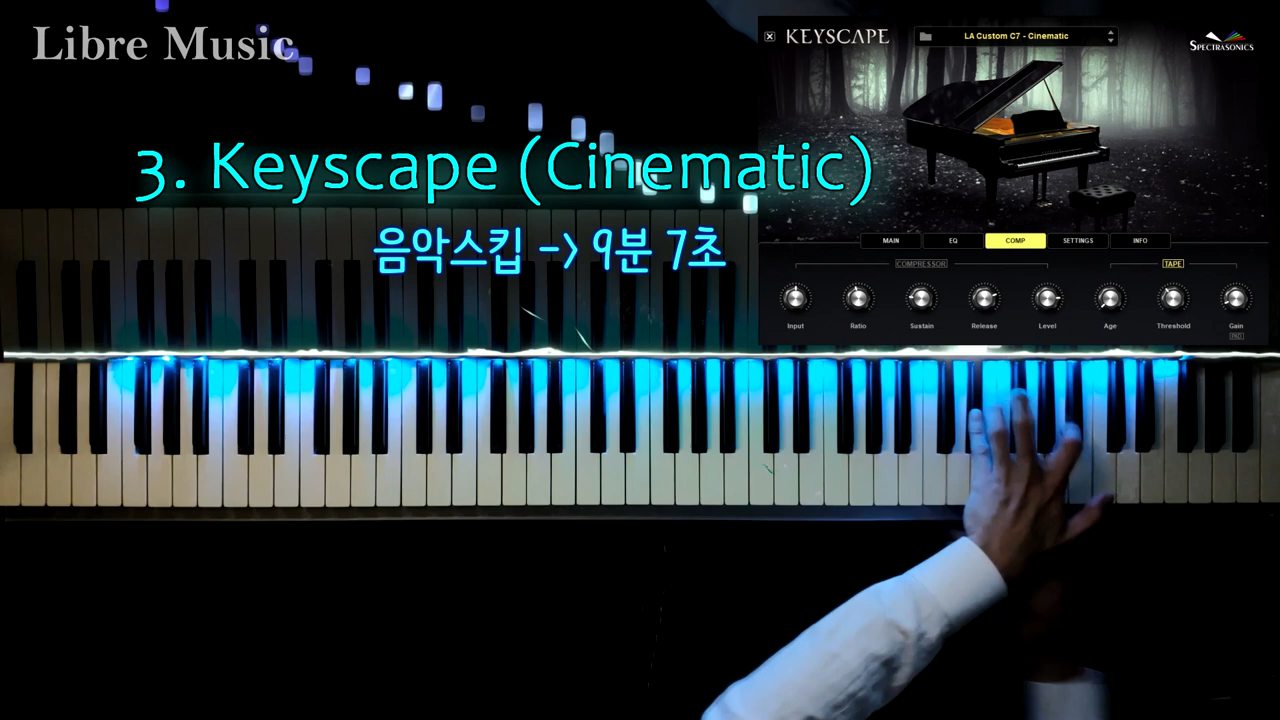 Libre Music
KEYSCAPE
LA Custom C7 - Cinematic
SPECTRASONICS
3. Keyscape (Cinematic)
음악스킵 -> 9분 7초
MAIN EQ COMP SETTINGS INFO
COMPRESSOR TAPE
Input Ratio Sustain Release Level Age Threshold Gain